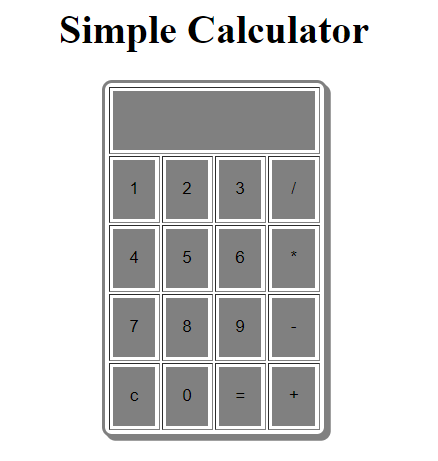 Simple Calculator
1 2 3 /
4 5 6 *
7 8 9 -
c 0 = +